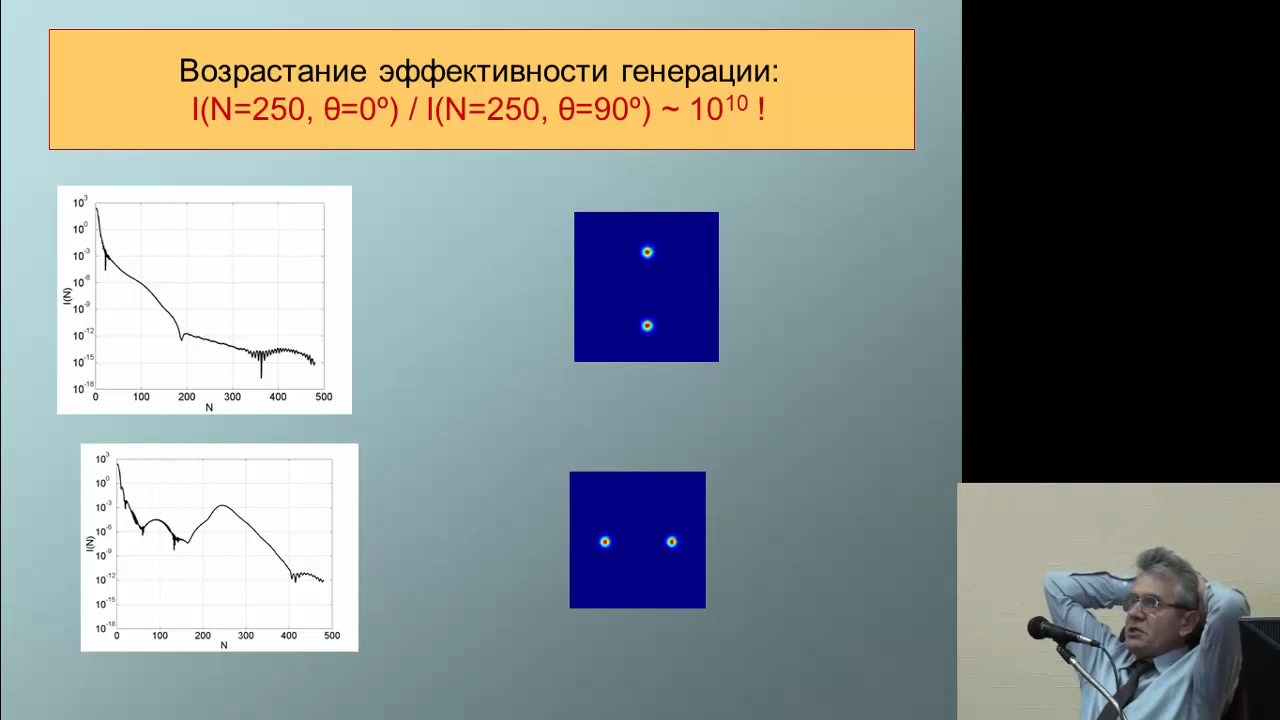 Возрастание эффективности генерации:
I(N=250, θ=0º) / I(N=250, θ=90º) ~ 10¹⁰ !
10³
10⁰
10⁻³
10⁻⁶
10⁻⁹
10⁻¹²
10⁻¹⁵
10⁻¹⁸
I(N)
0 100 200 300 400 500
N
10³
10⁰
10⁻³
10⁻⁶
10⁻⁹
10⁻¹²
10⁻¹⁵
10⁻¹⁸
I(N)
0 100 200 300 400 500
N